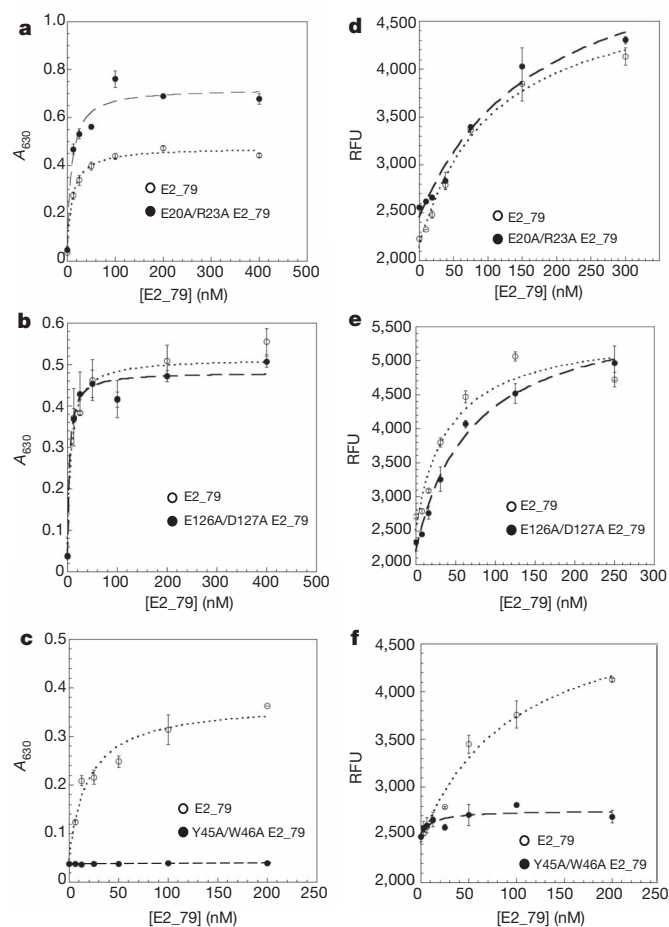 a
1.0
0.8
0.6
0.4
0.2
0
A630
0 100 200 300 400 500
[E2_79] (nM)
E2_79
E20A/R23A E2_79
d
4,500
4,000
3,500
3,000
2,500
2,000
RFU
0 50 100 150 200 250 300 350
[E2_79] (nM)
E2_79
E20A/R23A E2_79
b
0.6
0.5
0.4
0.3
0.2
0.1
0
A630
0 100 200 300 400 500
[E2_79] (nM)
E2_79
E126A/D127A E2_79
e
5,500
5,000
4,500
4,000
3,500
3,000
2,500
2,000
RFU
0 50 100 150 200 250 300
[E2_79] (nM)
E2_79
E126A/D127A E2_79
c
0.5
0.4
0.3
0.2
0.1
0
A630
0 50 100 150 200 250
[E2_79] (nM)
E2_79
Y45A/W46A E2_79
f
4,500
4,000
3,500
3,000
2,500
2,000
RFU
0 50 100 150 200 250
[E2_79] (nM)
E2_79
Y45A/W46A E2_79